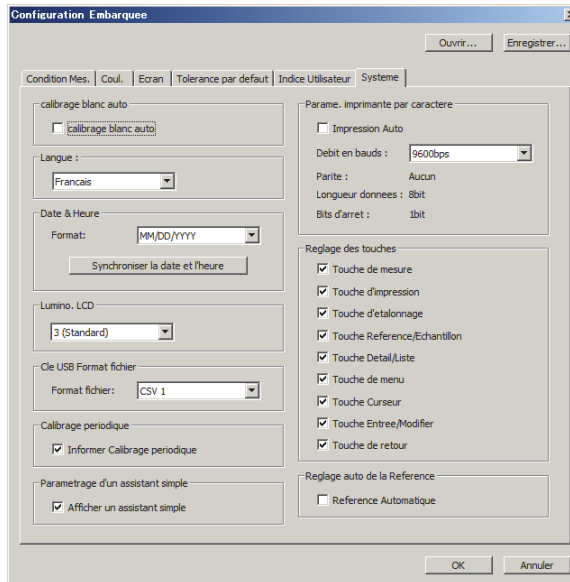 Configuration Embarquee
Ouvrir... Enregistrer...
Condition Mes. Coul. Ecran Tolerance par defaut Indice Utilisateur Systeme
calibrage blanc auto
calibrage blanc auto
Langue :
Francais
Date & Heure
Format: MM/DD/YYYY
Synchroniser la date et l'heure
Lumino. LCD
3 (Standard)
Cle USB Format fichier
Format fichier: CSV 1
Calibrage periodique
Informer Calibrage periodique
Parametrage d'un assistant simple
Afficher un assistant simple
Parame. imprimante par caractere
Impression Auto
Debit en bauds : 9600bps
Parite : Aucun
Longueur donnees : 8bit
Bits d'arret : 1bit
Reglage des touches
Touche de mesure
Touche d'impression
Touche d'etalonnage
Touche Reference/Echantillon
Touche Detail/Liste
Touche de menu
Touche Curseur
Touche Entree/Modifier
Touche de retour
Reglage auto de la Reference
Reference Automatique
OK Annuler